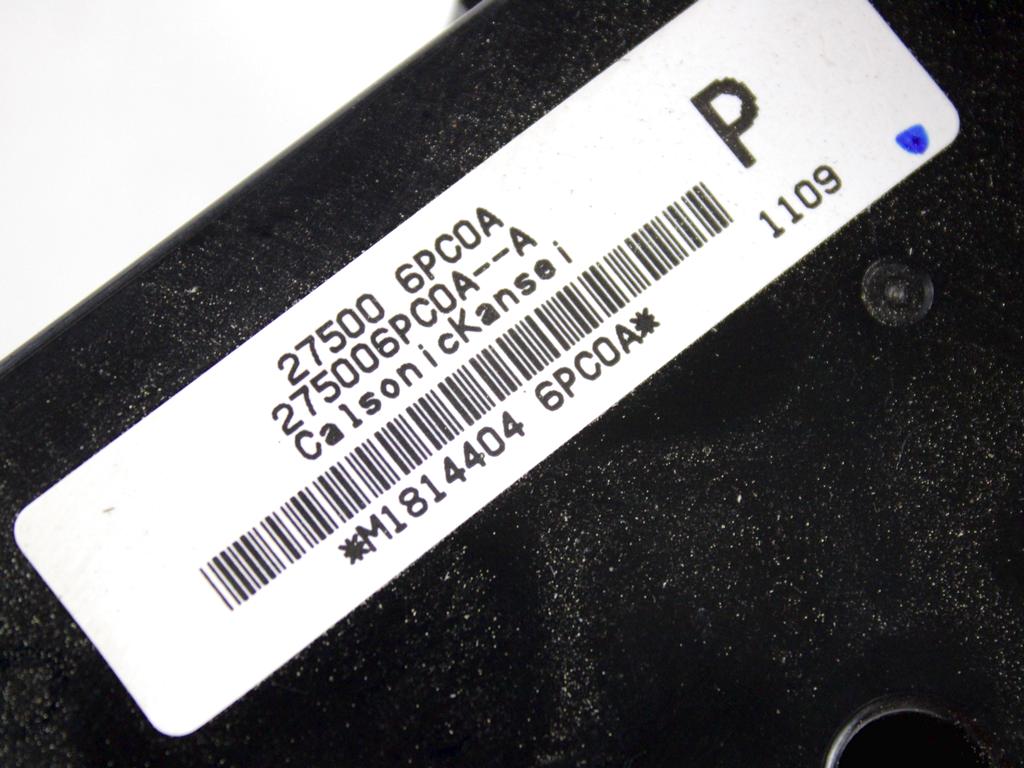 P
27500 6PC0A
275006PC0A--A
CalsonicKansei
1109
*M1814404 6PC0A*